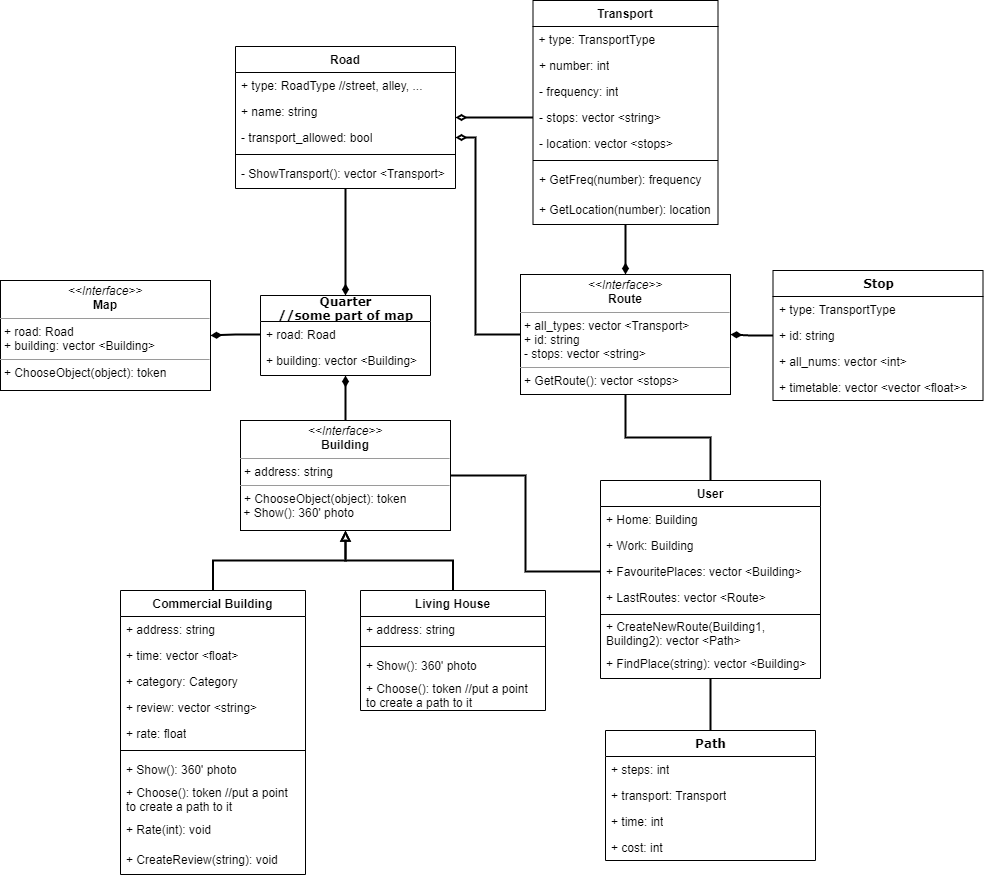 Transport
+ type: TransportType
+ number: int
- frequency: int
- stops: vector <string>
- location: vector <stops>
+ GetFreq(number): frequency
+ GetLocation(number): location
Road
+ type: RoadType //street, alley, ...
+ name: string
- transport_allowed: bool
- ShowTransport(): vector <Transport>
<<Interface>>
Map
+ road: Road
+ building: vector <Building>
+ ChooseObject(object): token
Quarter
//some part of map
+ road: Road
+ building: vector <Building>
<<Interface>>
Route
+ all_types: vector <Transport>
+ id: string
- stops: vector <string>
+ GetRoute(): vector <stops>
Stop
+ type: TransportType
+ id: string
+ all_nums: vector <int>
+ timetable: vector <vector <float>>
<<Interface>>
Building
+ address: string
+ ChooseObject(object): token
+ Show(): 360' photo
User
+ Home: Building
+ Work: Building
+ FavouritePlaces: vector <Building>
+ LastRoutes: vector <Route>
+ CreateNewRoute(Building1,
Building2): vector <Path>
+ FindPlace(string): vector <Building>
Commercial Building
+ address: string
+ time: vector <float>
+ category: Category
+ review: vector <string>
+ rate: float
+ Show(): 360' photo
+ Choose(): token //put a point
to create a path to it
+ Rate(int): void
+ CreateReview(string): void
Living House
+ address: string
+ Show(): 360' photo
+ Choose(): token //put a point
to create a path to it
Path
+ steps: int
+ transport: Transport
+ time: int
+ cost: int